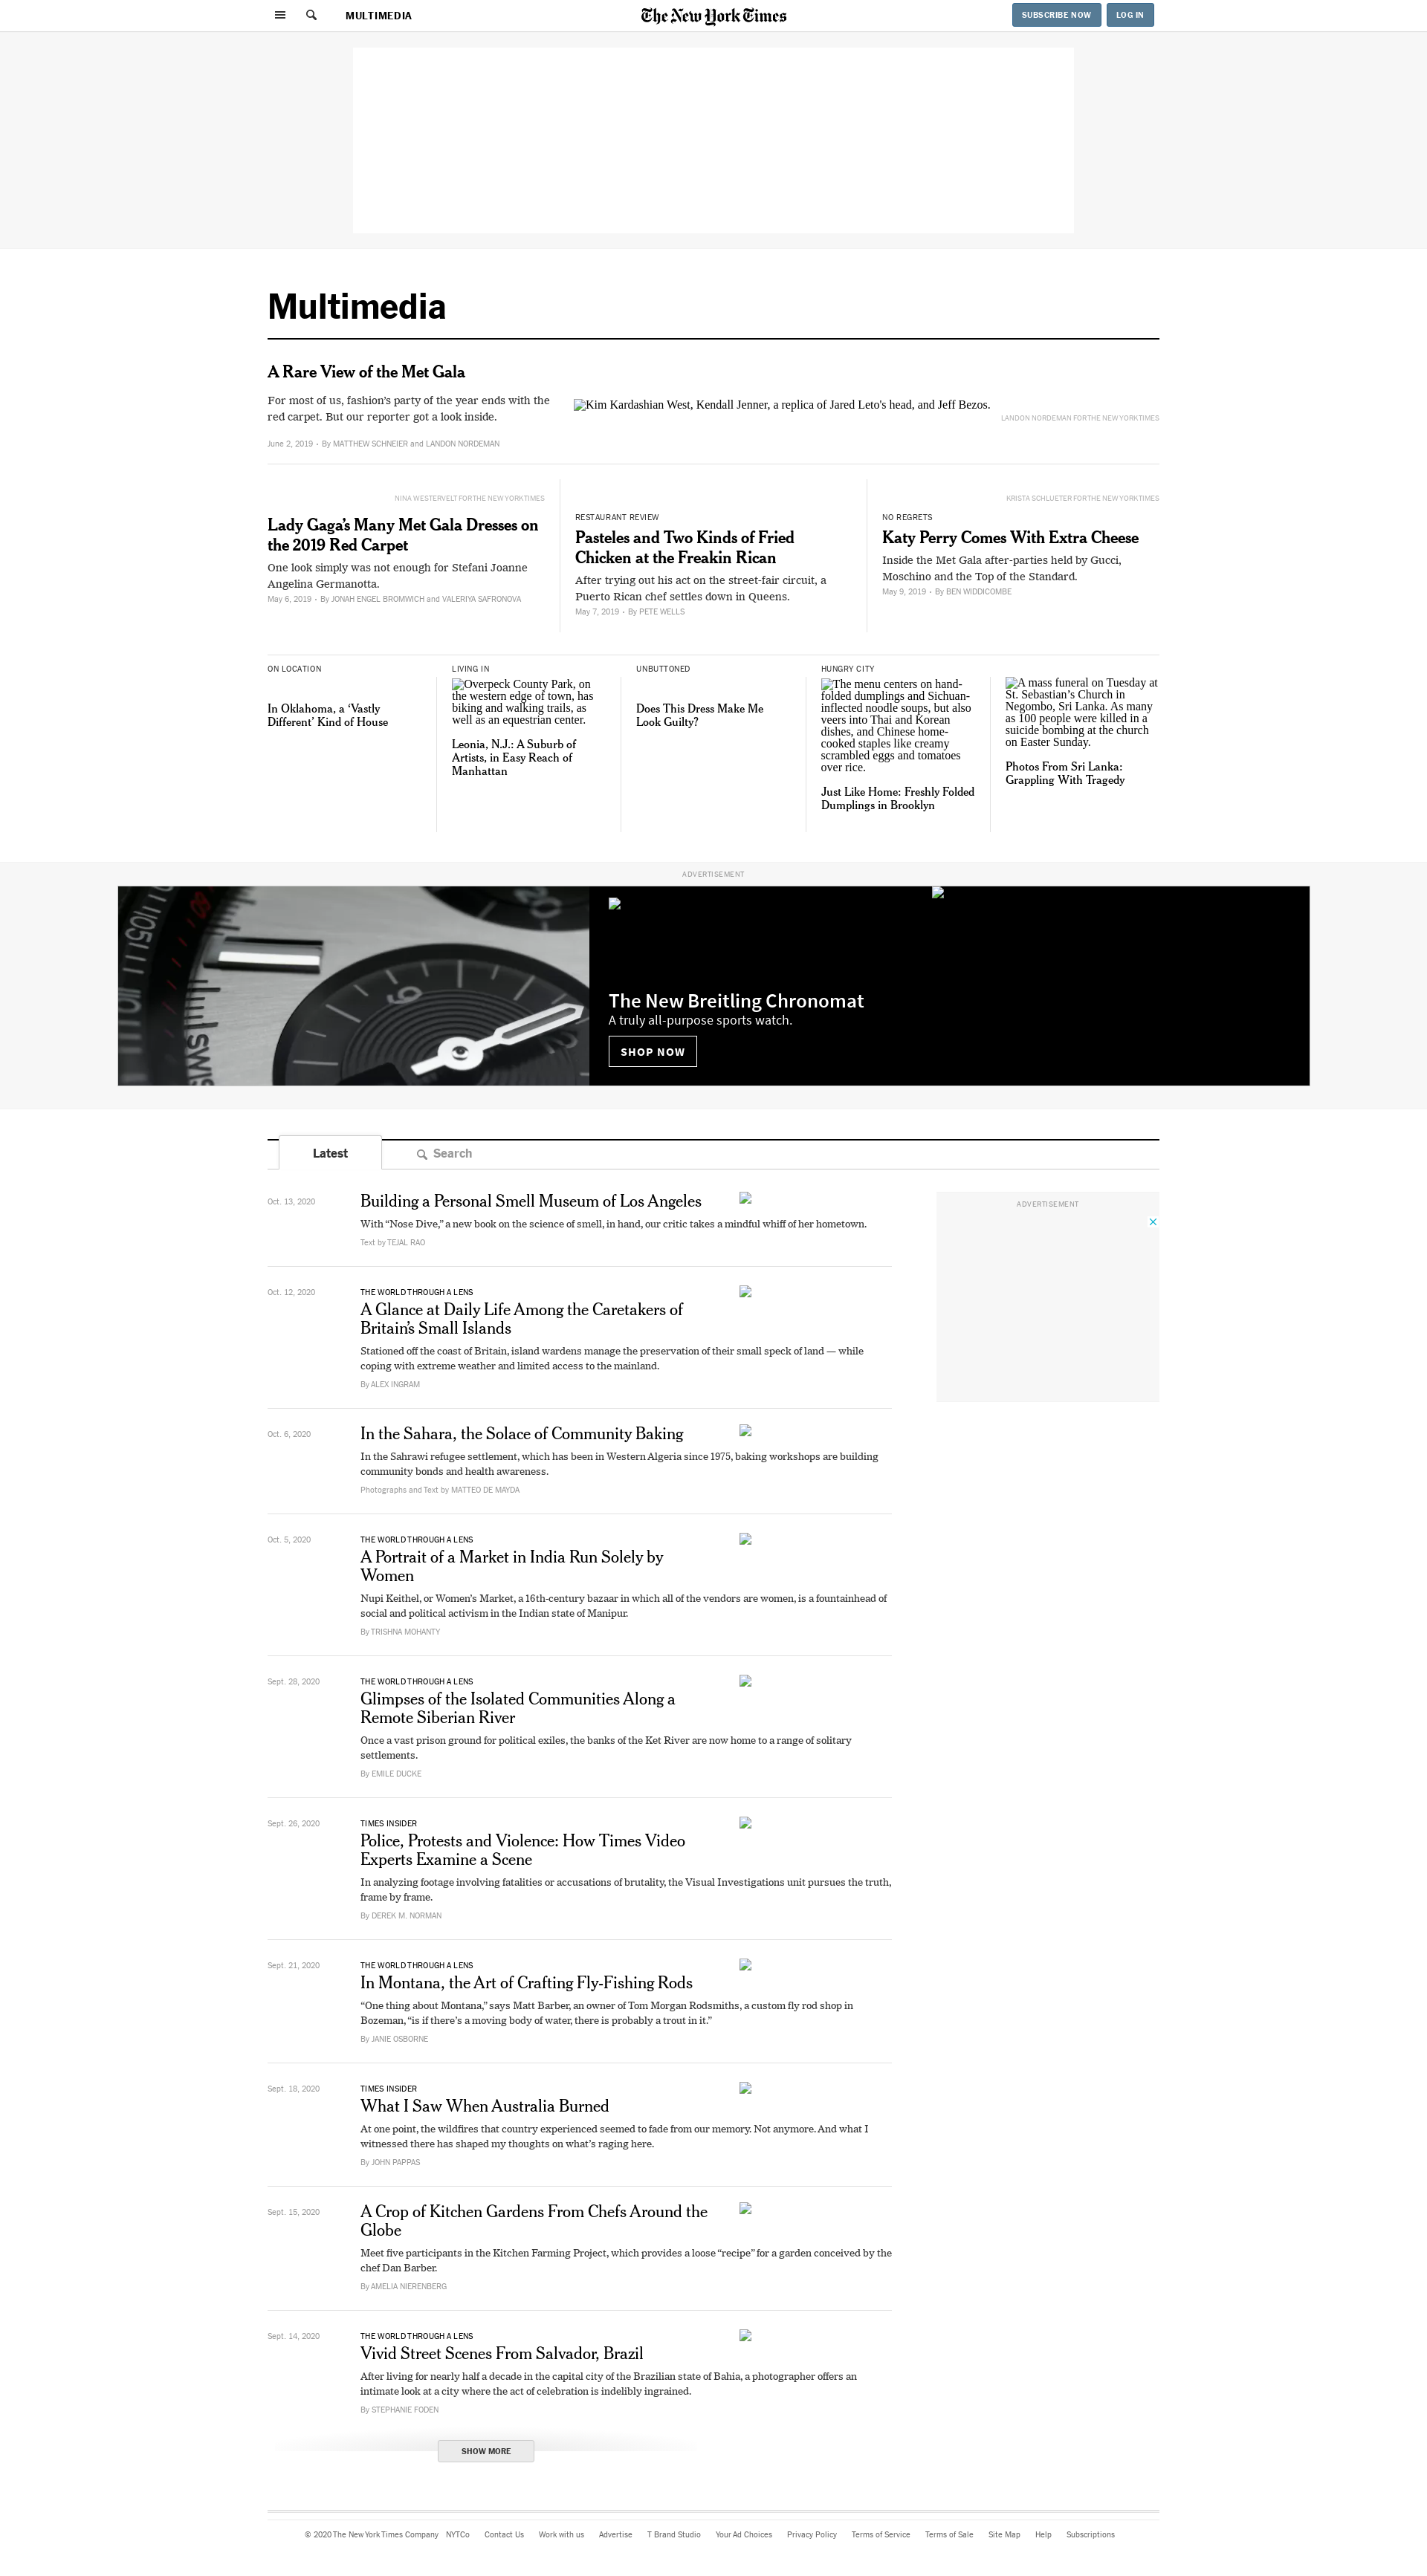 MULTIMEDIA
The New York Times
SUBSCRIBE NOW
LOG IN
Multimedia
A Rare View of the Met Gala
For most of us, fashion's party of the year ends with the
red carpet. But our reporter got a look inside.
June 2, 2019 • By MATTHEW SCHNEIER and LANDON NORDEMAN
Kim Kardashian West, Kendall Jenner, a replica of Jared Leto's head, and Jeff Bezos.
LANDON NORDEMAN FOR THE NEW YORK TIMES
NINA WESTERVELT FOR THE NEW YORK TIMES
Lady Gaga's Many Met Gala Dresses on
the 2019 Red Carpet
One look simply was not enough for Stefani Joanne
Angelina Germanotta.
May 6, 2019 • By JONAH ENGEL BROMWICH and VALERIYA SAFRONOVA
RESTAURANT REVIEW
Pasteles and Two Kinds of Fried
Chicken at the Freakin Rican
After trying out his act on the street-fair circuit, a
Puerto Rican chef settles down in Queens.
May 7, 2019 • By PETE WELLS
KRISTA SCHLUETER FOR THE NEW YORK TIMES
NO REGRETS
Katy Perry Comes With Extra Cheese
Inside the Met Gala after-parties held by Gucci,
Moschino and the Top of the Standard.
May 9, 2019 • By BEN WIDDICOMBE
ON LOCATION
In Oklahoma, a 'Vastly
Different' Kind of House
LIVING IN
Overpeck County Park, on
the western edge of town, has
biking and walking trails, as
well as an equestrian center.
Leonia, N.J.: A Suburb of
Artists, in Easy Reach of
Manhattan
UNBUTTONED
Does This Dress Make Me
Look Guilty?
HUNGRY CITY
The menu centers on hand-
folded dumplings and Sichuan-
inflected noodle soups, but also
veers into Thai and Korean
dishes, and Chinese home-
cooked staples like creamy
scrambled eggs and tomatoes
over rice.
Just Like Home: Freshly Folded
Dumplings in Brooklyn
A mass funeral on Tuesday at
St. Sebastian's Church in
Negombo, Sri Lanka. As many
as 100 people were killed in a
suicide bombing at the church
on Easter Sunday.
Photos From Sri Lanka:
Grappling With Tragedy
ADVERTISEMENT
The New Breitling Chronomat
A truly all-purpose sports watch.
SHOP NOW
Latest
Search
Oct. 13, 2020
Building a Personal Smell Museum of Los Angeles
With "Nose Dive," a new book on the science of smell, in hand, our critic takes a mindful whiff of her hometown.
Text by TEJAL RAO
ADVERTISEMENT
Oct. 12, 2020
THE WORLD THROUGH A LENS
A Glance at Daily Life Among the Caretakers of
Britain's Small Islands
Stationed off the coast of Britain, island wardens manage the preservation of their small speck of land — while
coping with extreme weather and limited access to the mainland.
By ALEX INGRAM
Oct. 6, 2020
In the Sahara, the Solace of Community Baking
In the Sahrawi refugee settlement, which has been in Western Algeria since 1975, baking workshops are building
community bonds and health awareness.
Photographs and Text by MATTEO DE MAYDA
Oct. 5, 2020
THE WORLD THROUGH A LENS
A Portrait of a Market in India Run Solely by
Women
Nupi Keithel, or Women's Market, a 16th-century bazaar in which all of the vendors are women, is a fountainhead of
social and political activism in the Indian state of Manipur.
By TRISHNA MOHANTY
Sept. 28, 2020
THE WORLD THROUGH A LENS
Glimpses of the Isolated Communities Along a
Remote Siberian River
Once a vast prison ground for political exiles, the banks of the Ket River are now home to a range of solitary
settlements.
By EMILE DUCKE
Sept. 26, 2020
TIMES INSIDER
Police, Protests and Violence: How Times Video
Experts Examine a Scene
In analyzing footage involving fatalities or accusations of brutality, the Visual Investigations unit pursues the truth,
frame by frame.
By DEREK M. NORMAN
Sept. 21, 2020
THE WORLD THROUGH A LENS
In Montana, the Art of Crafting Fly-Fishing Rods
"One thing about Montana," says Matt Barber, an owner of Tom Morgan Rodsmiths, a custom fly rod shop in
Bozeman, "is if there's a moving body of water, there is probably a trout in it."
By JANIE OSBORNE
Sept. 18, 2020
TIMES INSIDER
What I Saw When Australia Burned
At one point, the wildfires that country experienced seemed to fade from our memory. Not anymore. And what I
witnessed there has shaped my thoughts on what's raging here.
By JOHN PAPPAS
Sept. 15, 2020
A Crop of Kitchen Gardens From Chefs Around the
Globe
Meet five participants in the Kitchen Farming Project, which provides a loose "recipe" for a garden conceived by the
chef Dan Barber.
By AMELIA NIERENBERG
Sept. 14, 2020
THE WORLD THROUGH A LENS
Vivid Street Scenes From Salvador, Brazil
After living for nearly half a decade in the capital city of the Brazilian state of Bahia, a photographer offers an
intimate look at a city where the act of celebration is indelibly ingrained.
By STEPHANIE FODEN
SHOW MORE
© 2020 The New York Times Company NYTCo Contact Us Work with us Advertise T Brand Studio Your Ad Choices Privacy Policy Terms of Service Terms of Sale Site Map Help Subscriptions